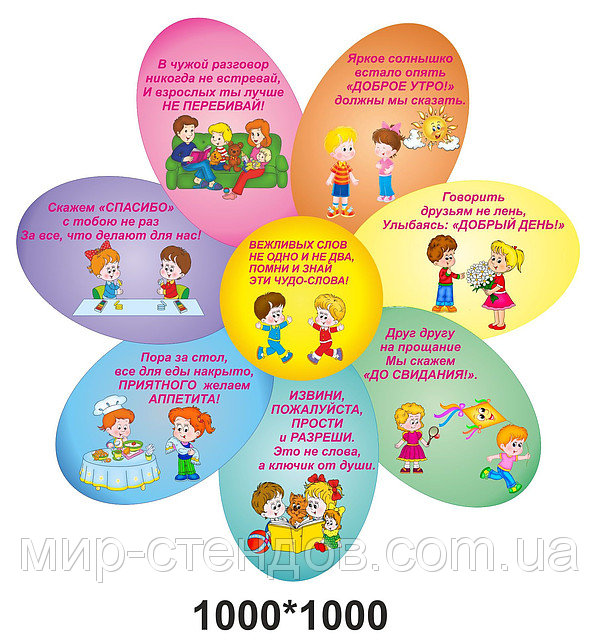 В чужой разговор
никогда не встревай,
И взрослых ты лучше
НЕ ПЕРЕБИВАЙ!
Яркое солнышко
встало опять
«ДОБРОЕ УТРО!»
должны мы сказать.
Скажем «СПАСИБО»
с тобою не раз
За все, что делают для нас!
Говорить
друзьям не лень,
Улыбаясь: «ДОБРЫЙ ДЕНЬ!»
ВЕЖЛИВЫХ СЛОВ
НЕ ОДНО И НЕ ДВА,
ПОМНИ И ЗНАЙ
ЭТИ ЧУДО-СЛОВА!
Пора за стол,
все для еды накрыто,
ПРИЯТНОГО желаем
АППЕТИТА!
Друг другу
на прощание
Мы скажем
«ДО СВИДАНИЯ!».
ИЗВИНИ,
ПОЖАЛУЙСТА,
ПРОСТИ
и РАЗРЕШИ.
Это не слова,
а ключик от души.
мир-стендов.com.ua
1000*1000